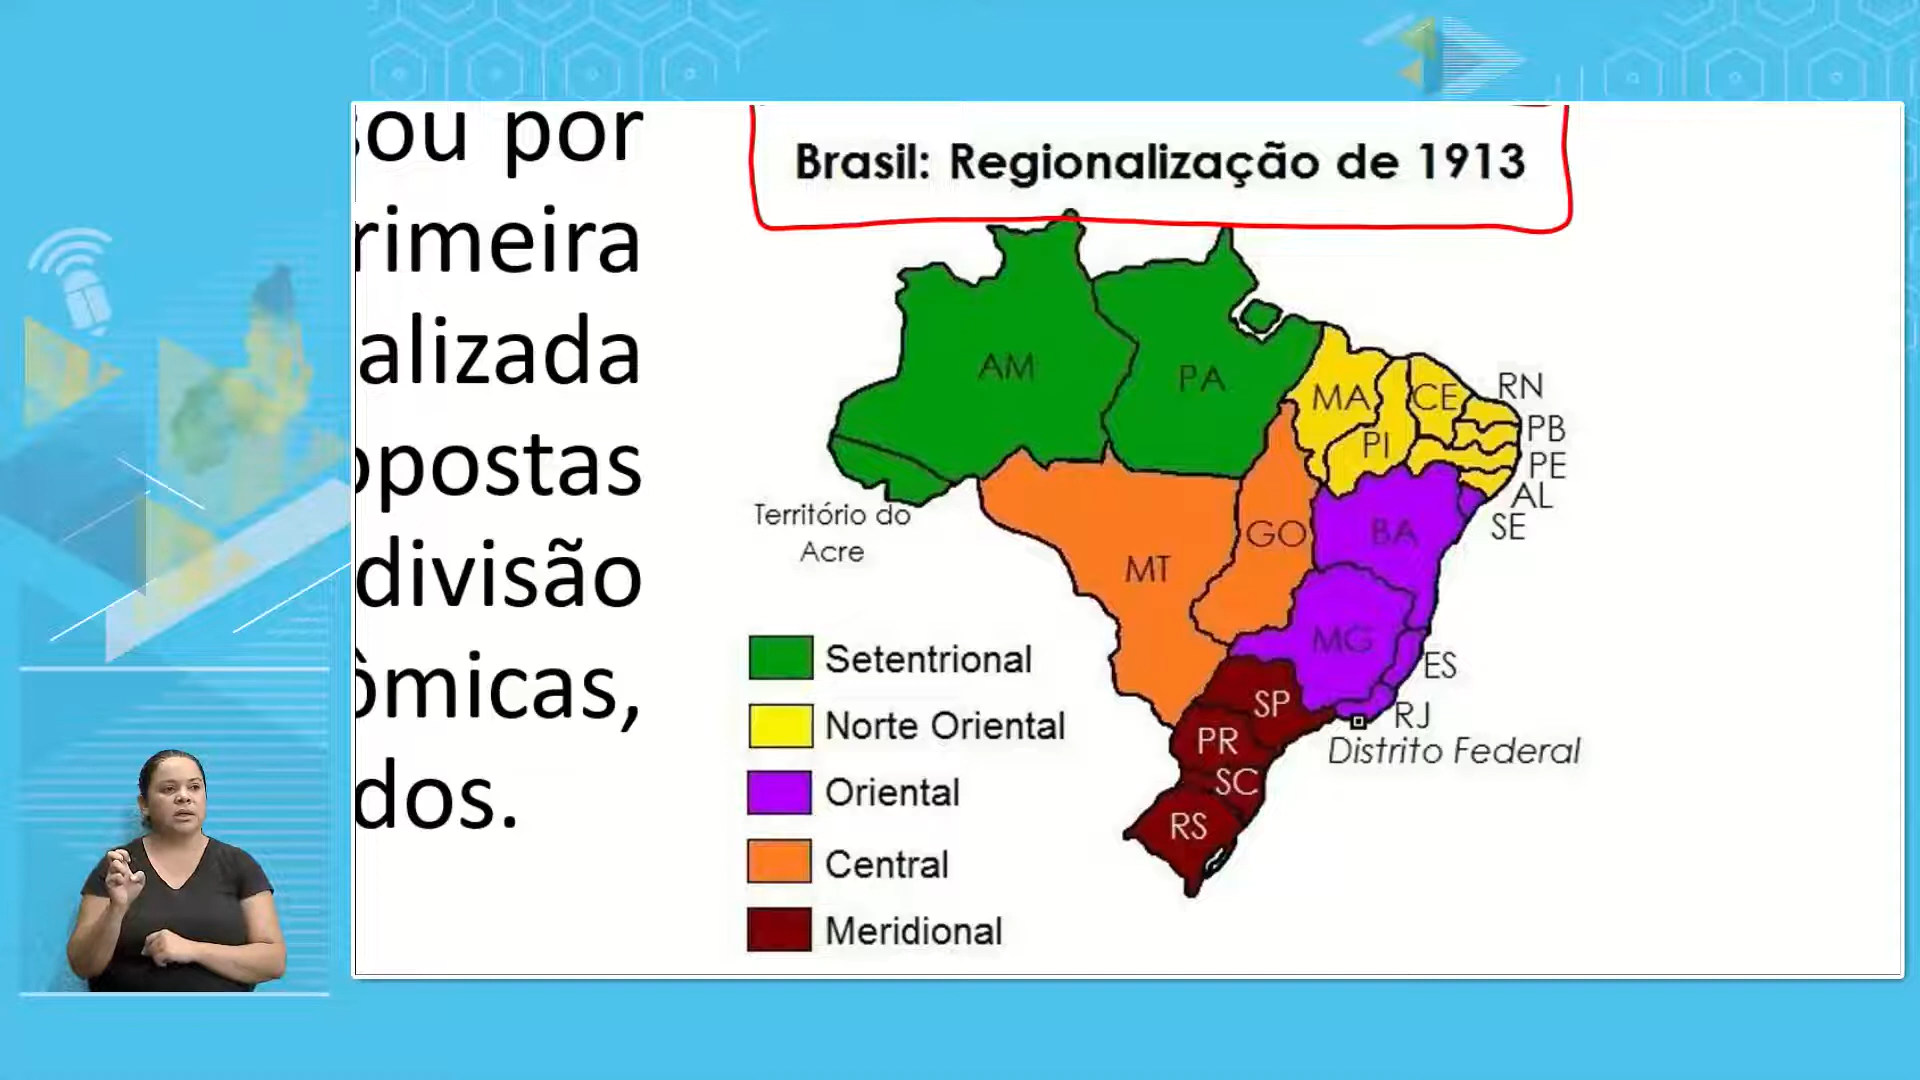 sou por
rimeira
alizada
opostas
divisão
ômicas,
dos.
Brasil: Regionalização de 1913
AM
PA
MA
CE
RN
PI
PB
PE
AL
SE
Território do
Acre
MT
GO
BA
MG
ES
SP
RJ
Distrito Federal
PR
SC
RS
Setentrional
Norte Oriental
Oriental
Central
Meridional